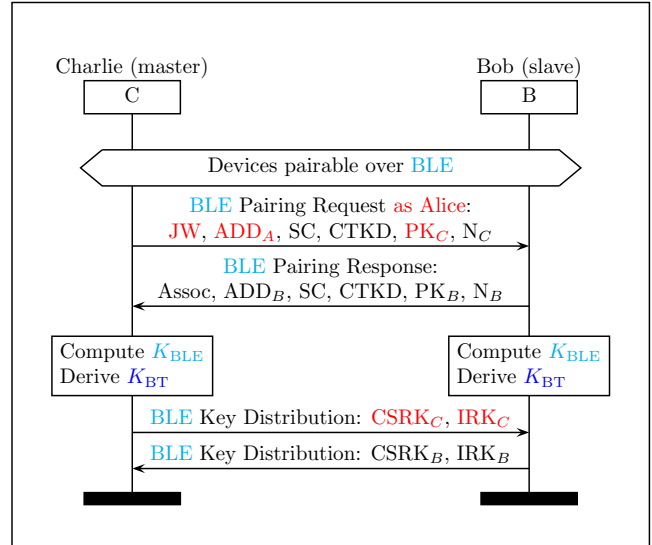 Charlie (master) Bob (slave)
C B
Devices pairable over BLE
BLE Pairing Request as Alice:
JW, ADD_A, SC, CTKD, PK_C, N_C
BLE Pairing Response:
Assoc, ADD_B, SC, CTKD, PK_B, N_B
Compute K_BLE Compute K_BLE
Derive K_BT Derive K_BT
BLE Key Distribution: CSRK_C, IRK_C
BLE Key Distribution: CSRK_B, IRK_B